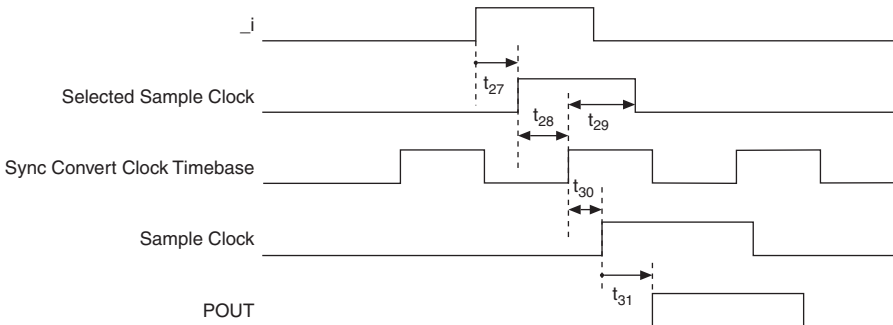 _i
t27
Selected Sample Clock
t28
t29
Sync Convert Clock Timebase
t30
Sample Clock
t31
POUT